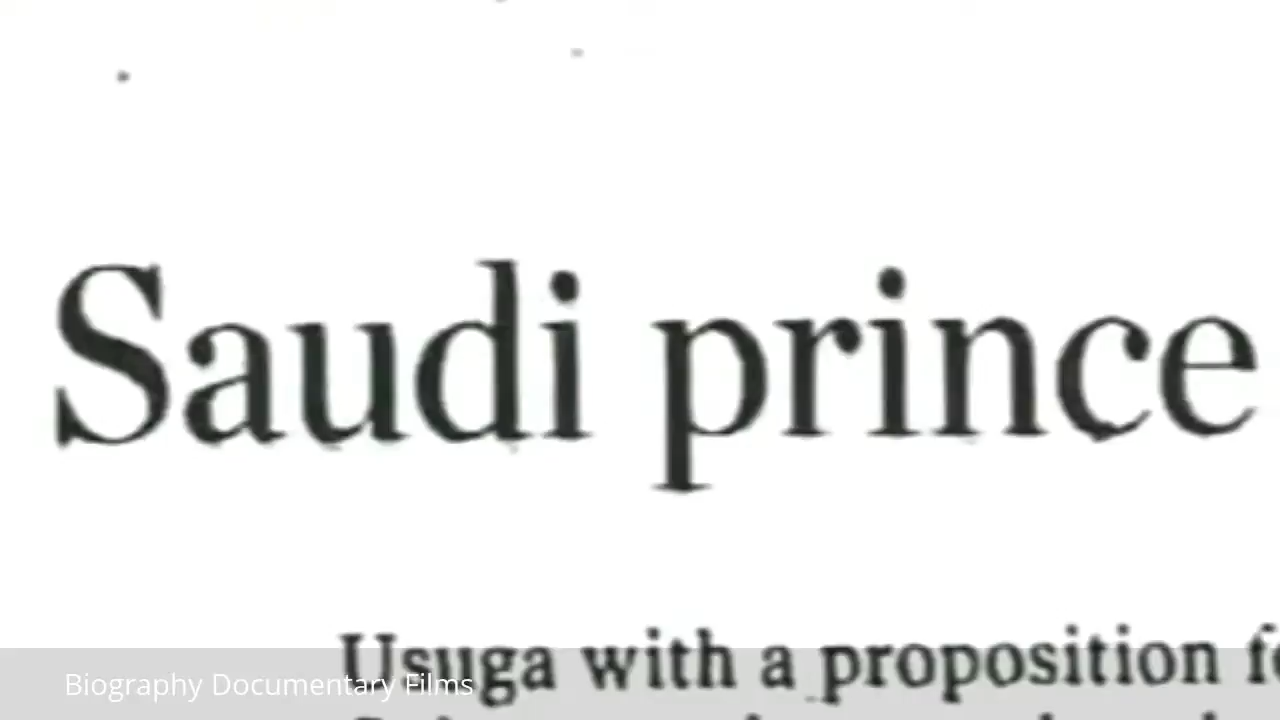 Saudi prince
Usuga with a proposition
Biography Documentary Films